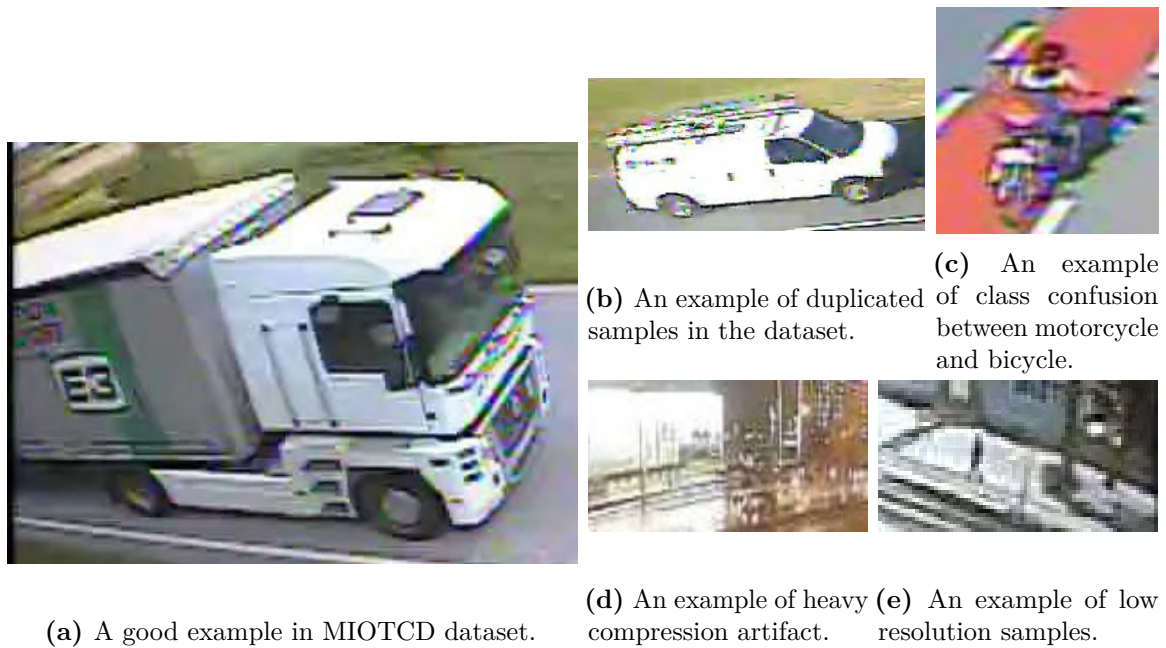 E3
(a) A good example in MIOTCD dataset.
(b) An example of duplicated
samples in the dataset.
(c) An example
of class confusion
between motorcycle
and bicycle.
(d) An example of heavy
compression artifact.
(e) An example of low
resolution samples.